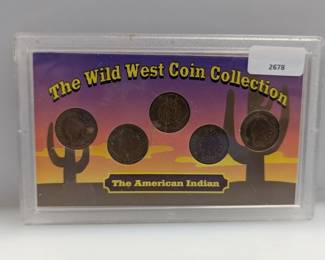 2678
The Wild West Coin Collection
The American Indian